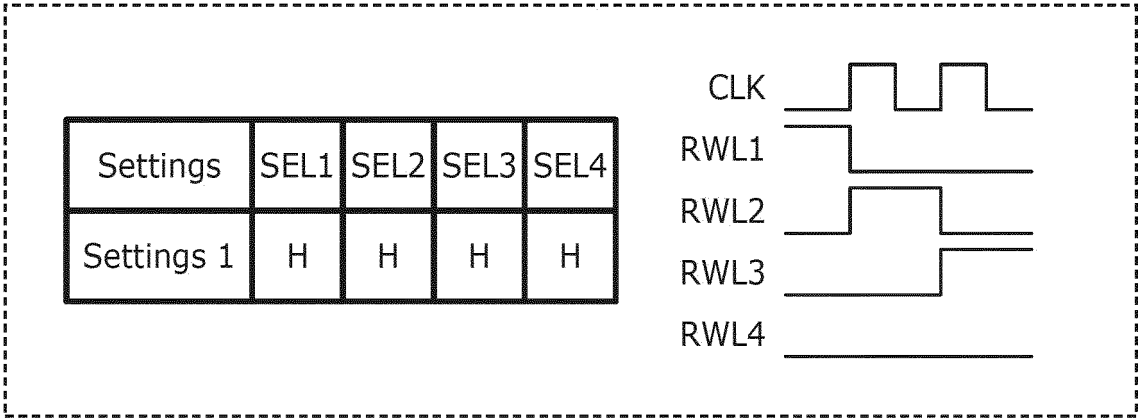 Settings SEL1 SEL2 SEL3 SEL4
Settings 1 H H H H
CLK
RWL1
RWL2
RWL3
RWL4